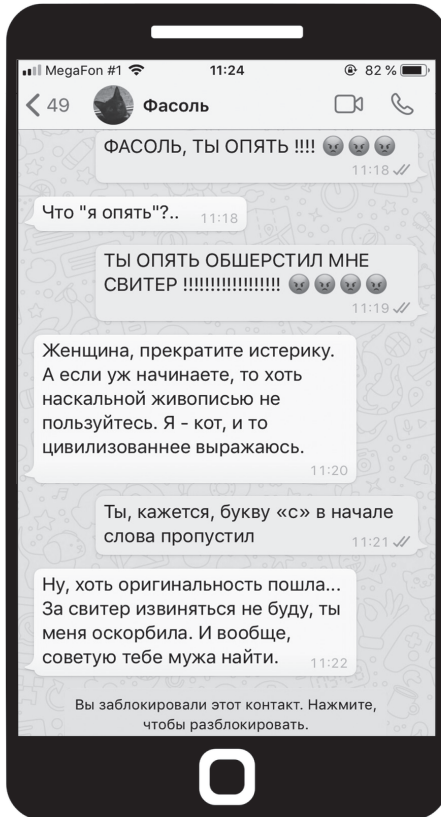 MegaFon #1 11:24 82 %
49 Фасоль
ФАСОЛЬ, ТЫ ОПЯТЬ !!!! 😡 😡 😡
11:18
Что "я опять"?.. 11:18
ТЫ ОПЯТЬ ОБШЕРСТИЛ МНЕ
СВИТЕР !!!!!!!!!!!!!!!!!! 😡 😡 😡 😡
11:19
Женщина, прекратите истерику.
А если уж начинаете, то хоть
наскальной живописью не
пользуйтесь. Я - кот, и то
цивилизованнее выражаюсь.
11:20
Ты, кажется, букву «с» в начале
слова пропустил 11:21
Ну, хоть оригинальность пошла...
За свитер извиняться не буду, ты
меня оскорбила. И вообще,
советую тебе мужа найти. 11:22
Вы заблокировали этот контакт. Нажмите,
чтобы разблокировать.